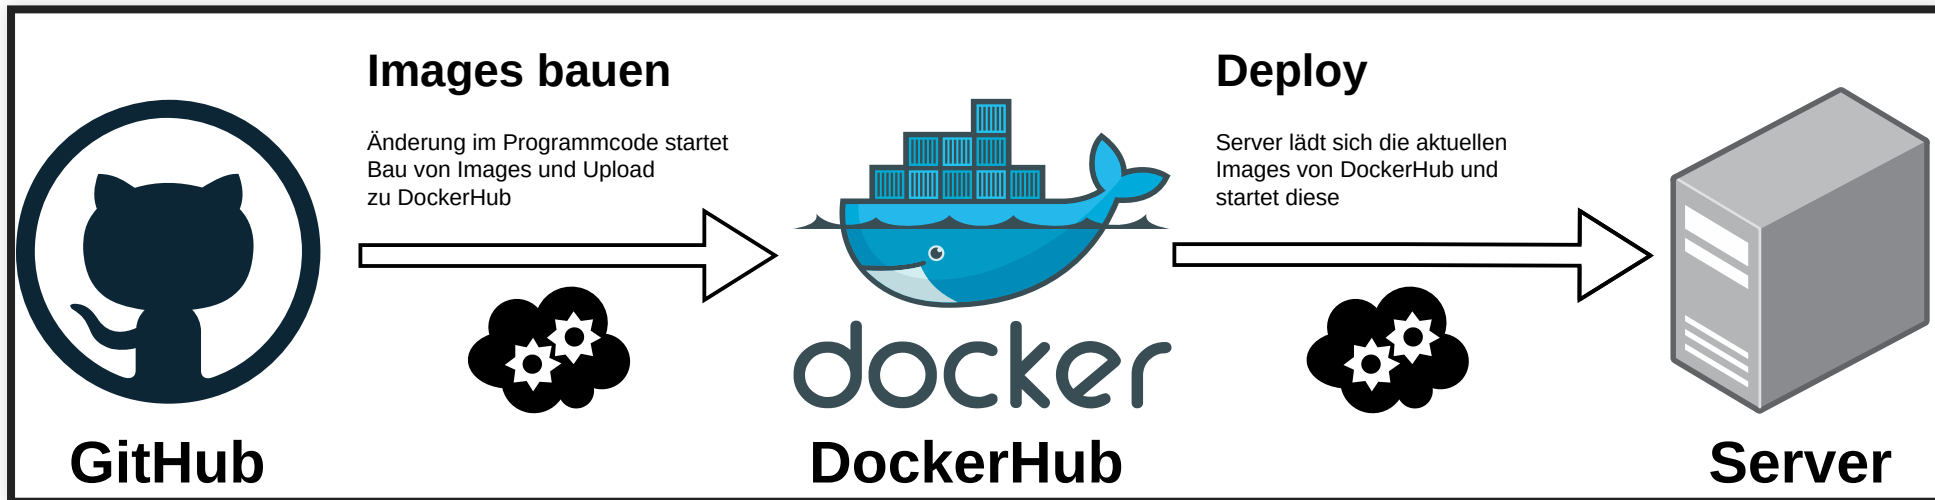 Images bauen
Änderung im Programmcode startet
Bau von Images und Upload
zu DockerHub
Deploy
Server lädt sich die aktuellen
Images von DockerHub und
startet diese
docker
GitHub
DockerHub
Server